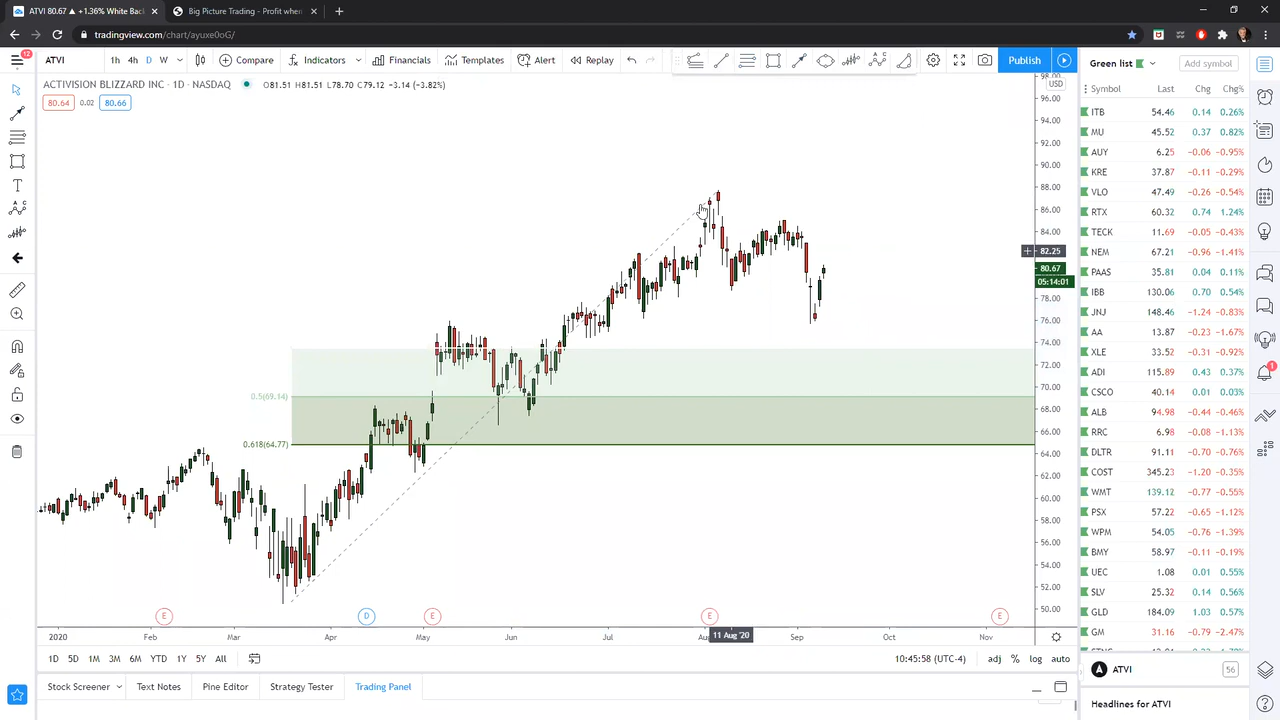 ATVI 80.67 ▲ +1.36% White Back
Big Picture Trading - Profit when
tradingview.com/chart/ayuxe0oG/
12
ATVI
1h 4h D W
Compare
Indicators
Financials
Templates
Alert
Replay
Publish
Green list
Add symbol
ACTIVISION BLIZZARD INC · 1D · NASDAQ
80.64 0.02 80.66
USD
98.00
96.00
94.00
92.00
90.00
88.00
86.00
84.00
82.25
80.67
05:14:01
78.00
76.00
74.00
72.00
70.00
68.00
66.00
64.00
62.00
60.00
58.00
56.00
54.00
52.00
50.00
0.5(69.14)
0.618(64.77)
E
D
E
E
E
2020 Feb Mar Apr May Jun Jul Sep Oct Nov
11 Aug '20
1D 5D 1M 3M 6M YTD 1Y 5Y All
10:45:58 (UTC-4)
adj % log auto
Stock Screener
Text Notes
Pine Editor
Strategy Tester
Trading Panel
Symbol Last Chg Chg%
ITB 54.46 0.14 0.26%
MU 45.52 0.37 0.82%
AUY 6.25 −0.06 −0.95%
KRE 37.87 −0.11 −0.29%
VLO 47.49 −0.26 −0.54%
RTX 60.32 0.74 1.24%
TECK 11.69 −0.05 −0.43%
NEM 67.21 −0.96 −1.41%
PAAS 35.81 0.04 0.11%
IBB 130.06 0.70 0.54%
JNJ 148.46 −1.24 −0.83%
AA 13.87 −0.23 −1.67%
XLE 33.52 −0.31 −0.92%
ADI 115.89 0.43 0.37%
CSCO 40.14 0.01 0.03%
ALB 94.98 −0.44 −0.46%
RRC 6.98 −0.08 −1.13%
DLTR 91.11 −0.70 −0.76%
COST 345.23 −1.20 −0.35%
WMT 139.12 −0.77 −0.55%
PSX 57.22 −0.65 −1.12%
WPM 54.05 −0.76 −1.39%
BMY 58.97 −0.11 −0.19%
UEC 1.08 0.01 0.55%
SLV 25.32 0.14 0.56%
GLD 184.09 1.03 0.57%
GM 31.16 −0.79 −2.47%
ATVI 56
Headlines for ATVI
1